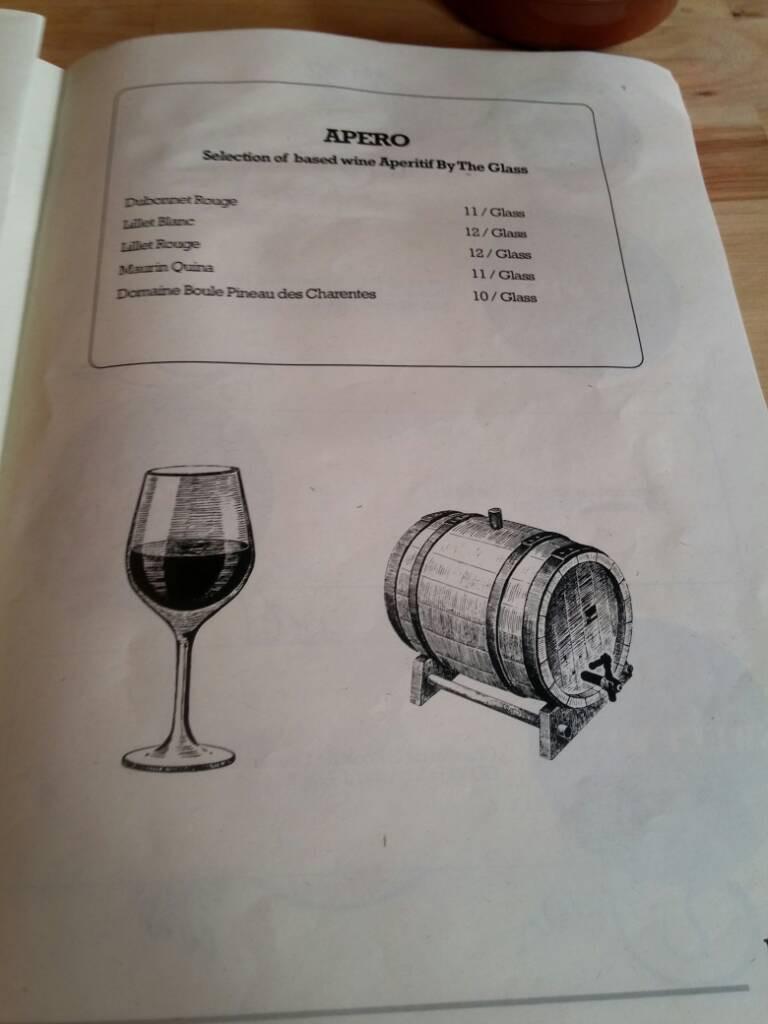 APERO
Selection of based wine Aperitif By The Glass
Dubonnet Rouge 11 / Glass
Lillet Blanc 12 / Glass
Lillet Rouge 12 / Glass
Maurin Quina 11 / Glass
Domaine Boule Pineau des Charentes 10 / Glass